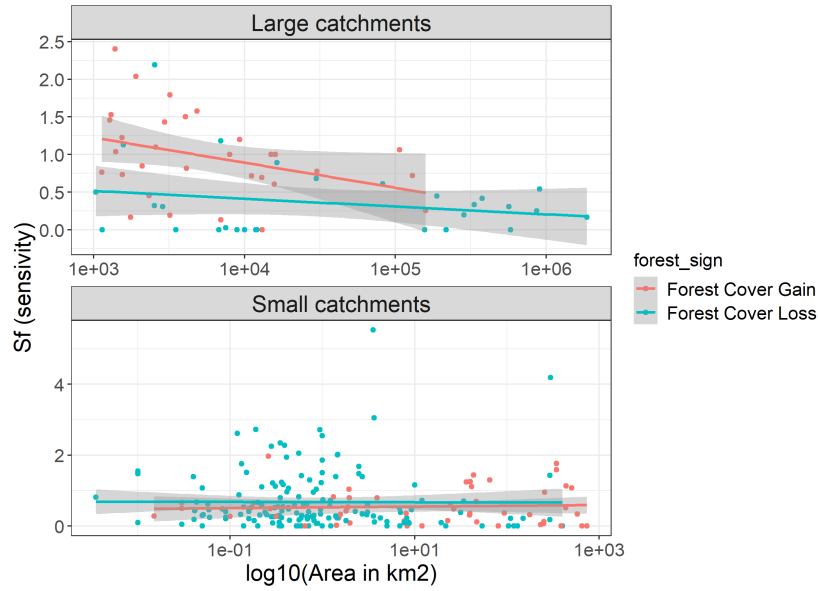 Large catchments
2.5
2.0
1.5
1.0
0.5
0.0
1e+03 1e+04 1e+05 1e+06
Small catchments
4
2
0
1e-01 1e+01 1e+03
log10(Area in km2)
Sf (sensivity)
forest_sign
Forest Cover Gain
Forest Cover Loss